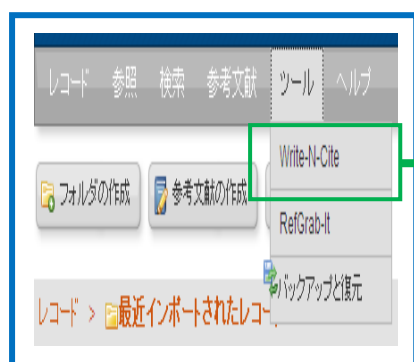 レコード 参照 検索 参考文献 ツール ヘルプ
Write-N-Cite
フォルダの作成 参考文献の作成
RefGrab-It
バックアップと復元
レコード > 最近インポートされたレコー